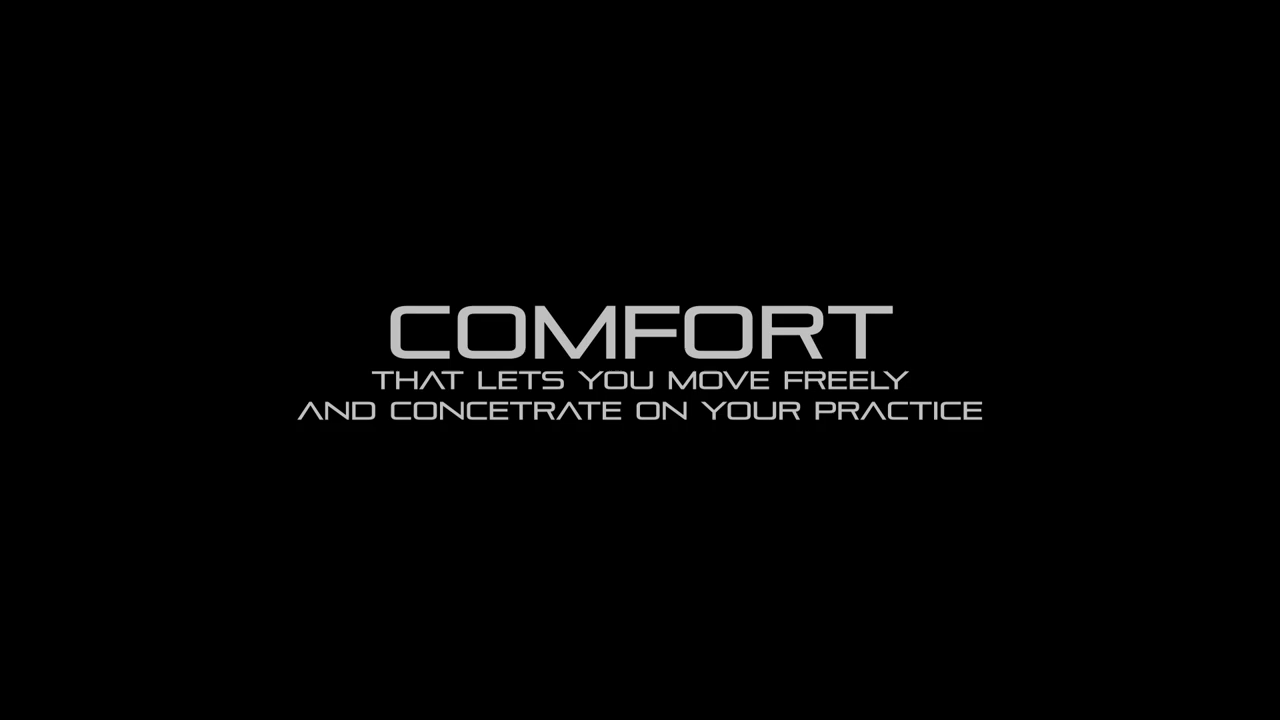 COMFORT
THAT LETS YOU MOVE FREELY
AND CONCETRATE ON YOUR PRACTICE